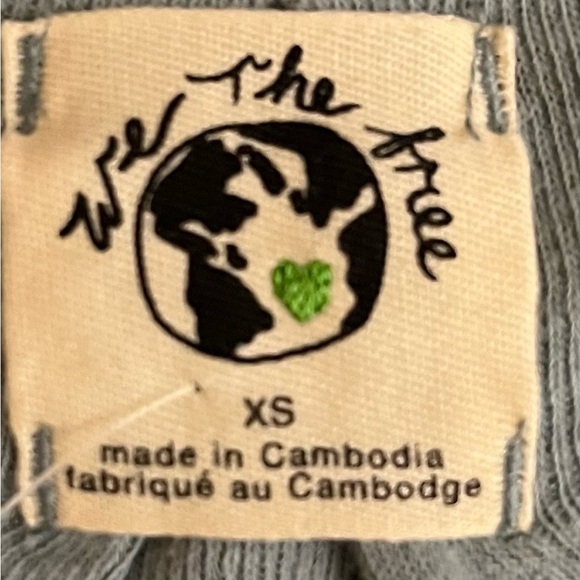 We The free
XS
made in Cambodia
fabriqué au Cambodge